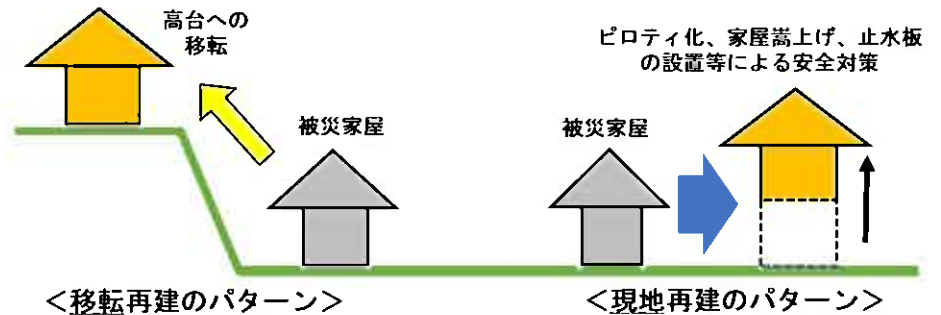 高台への
移転
被災家屋
＜移転再建のパターン＞
ピロティ化、家屋嵩上げ、止水板
の設置等による安全対策
被災家屋
＜現地再建のパターン＞